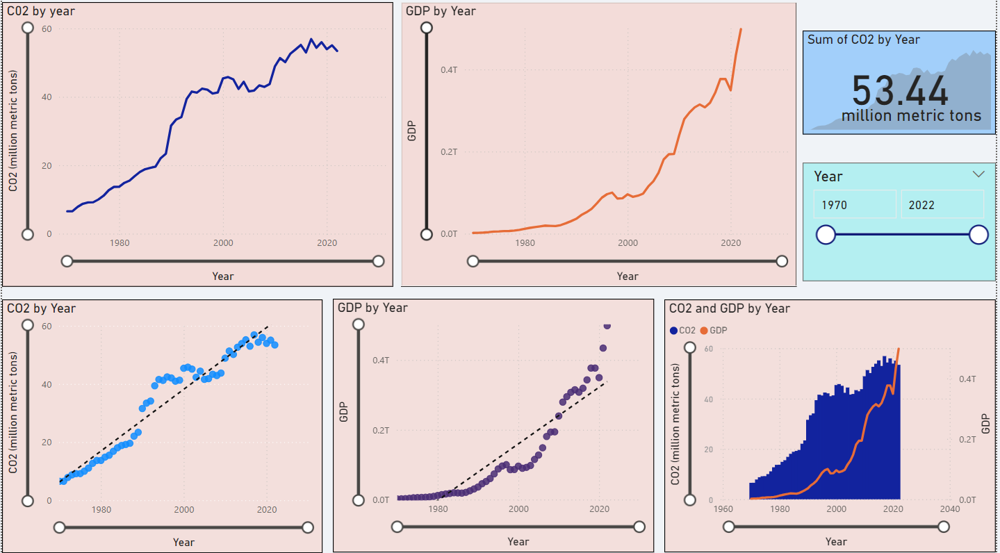 C02 by year
60
40
20
0
CO2 (million metric tons)
1980
2000
2020
Year
GDP by Year
0.4T
0.2T
0.0T
GDP
1980
2000
2020
Year
Sum of CO2 by Year
53.44
million metric tons
Year
1970
2022
CO2 by Year
60
40
20
0
CO2 (million metric tons)
1980
2000
2020
Year
GDP by Year
0.4T
0.2T
0.0T
GDP
1980
2000
2020
Year
CO2 and GDP by Year
CO2 GDP
60
40
20
0
CO2 (million metric tons)
0.4T
0.2T
0.0T
GDP
1960
1980
2000
2020
2040
Year